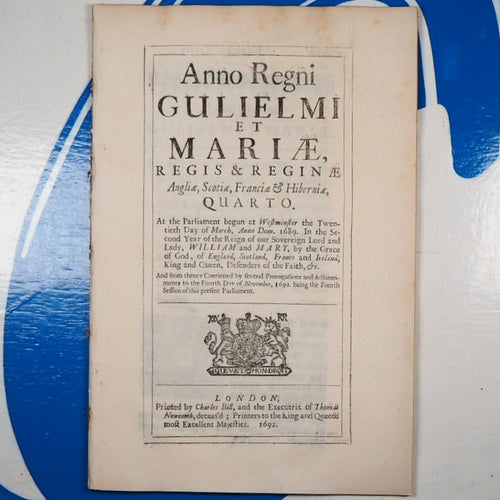 Anno Regni
GULIELMI
ET
MARIÆ,
REGIS & REGINÆ
Angliæ, Scotiæ, Franciæ & Hiberniæ,
QUARTO.
At the Parliament begun at Westminster the Twen-
tieth Day of March, Anno Dom. 1689. In the Se-
cond Year of the Reign of our Sovereign Lord and
Lady, WILLIAM and MARY, by the Grace
of God, of England, Scotland, France and Ireland,
King and Queen, Defenders of the Faith, &c.
And from thence Continued by several Prorogations and Adjourn-
ments to the Fourth Day of November, 1692. being the Fourth
Session of this present Parliament.
DIEU ET MON DROIT
LONDON,
Printed by Charles Bill, and the Executrix of Thomas
Newcomb, deceas'd; Printers to the King and Queens
most Excellent Majesties. 1692.